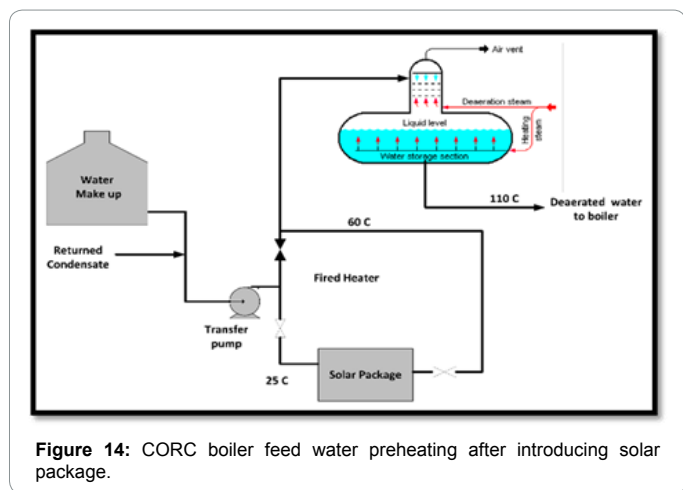 Air vent
Deaeration steam
Liquid level
Heating
steam
Water storage section
Water
Make up
110 C
Deaerated water
to boiler
60 C
Returned
Condensate
Fired Heater
Transfer
pump
25 C
Solar Package
Figure 14: CORC boiler feed water preheating after introducing solar
package.